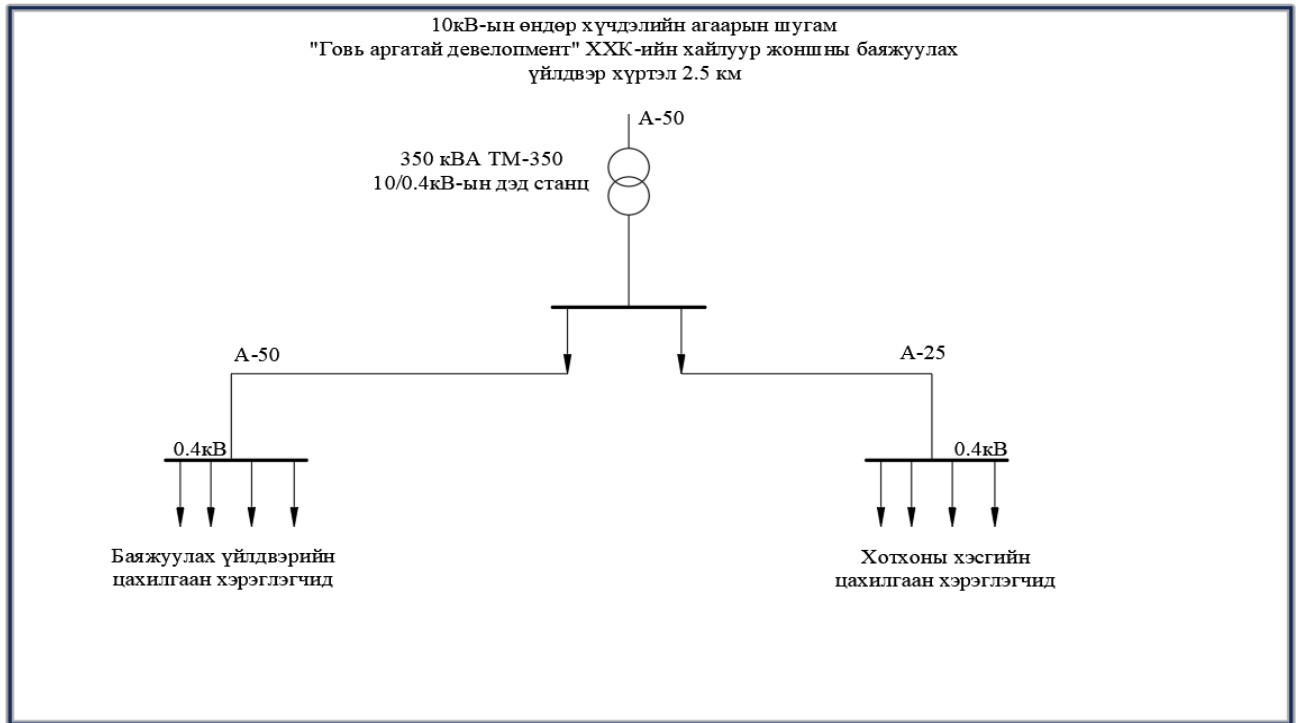 10кВ-ын өндөр хүчдэлийн агаарын шугам
"Говь аргатай девелопмент" ХХК-ийн хайлуур жоншны баяжуулах
үйлдвэр хүртэл 2.5 км
А-50
350 кВА ТМ-350
10/0.4кВ-ын дэд станц
А-50
А-25
0.4кВ
0.4кВ
Баяжуулах үйлдвэрийн
цахилгаан хэрэглэгчид
Хотхоны хэсгийн
цахилгаан хэрэглэгчид